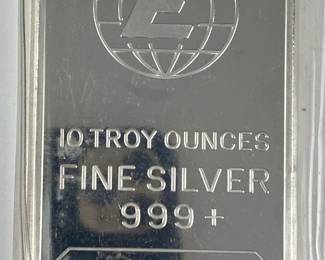 E
10 TROY OUNCES
FINE SILVER
999+